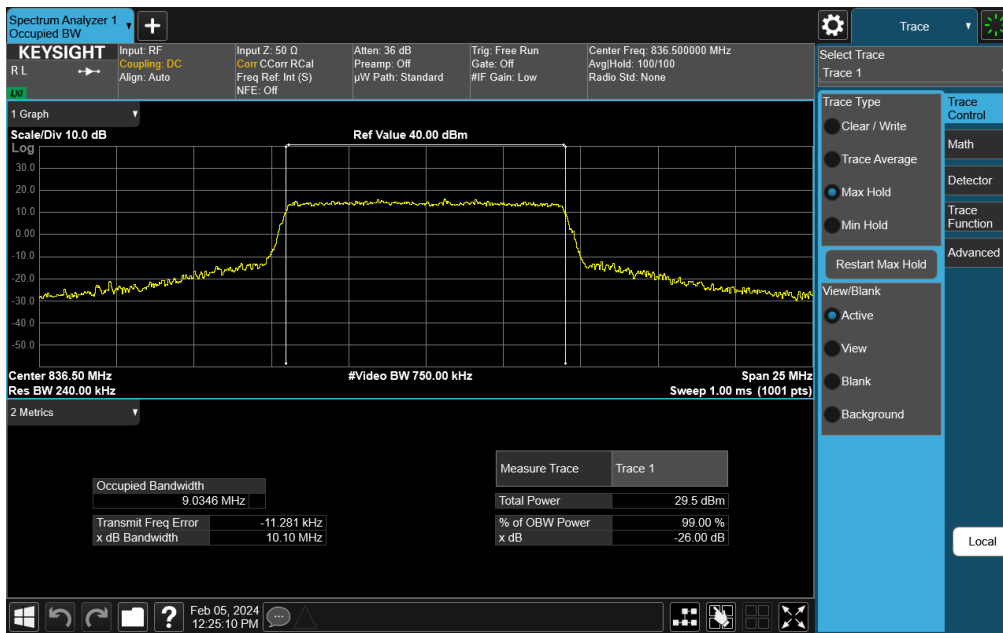 Spectrum Analyzer 1
Occupied BW
Trace
KEYSIGHT
R L
LXI
Input: RF
Coupling: DC
Align: Auto
Input Z: 50 Ω
Corr CCorr RCal
Freq Ref: Int (S)
NFE: Off
Atten: 36 dB
Preamp: Off
µW Path: Standard
Trig: Free Run
Gate: Off
#IF Gain: Low
Center Freq: 836.500000 MHz
Avg|Hold: 100/100
Radio Std: None
Select Trace
Trace 1
1 Graph
Scale/Div 10.0 dB
Ref Value 40.00 dBm
Log
30.0
20.0
10.0
0.00
-10.0
-20.0
-30.0
-40.0
-50.0
Center 836.50 MHz
#Video BW 750.00 kHz
Span 25 MHz
Res BW 240.00 kHz
Sweep 1.00 ms (1001 pts)
2 Metrics
Occupied Bandwidth
9.0346 MHz
Transmit Freq Error -11.281 kHz
x dB Bandwidth 10.10 MHz
Measure Trace Trace 1
Total Power 29.5 dBm
% of OBW Power 99.00 %
x dB -26.00 dB
Trace Type
Clear / Write
Trace Average
Max Hold
Min Hold
Restart Max Hold
View/Blank
Active
View
Blank
Background
Trace
Control
Math
Detector
Trace
Function
Advanced
Local
?
Feb 05, 2024
12:25:10 PM